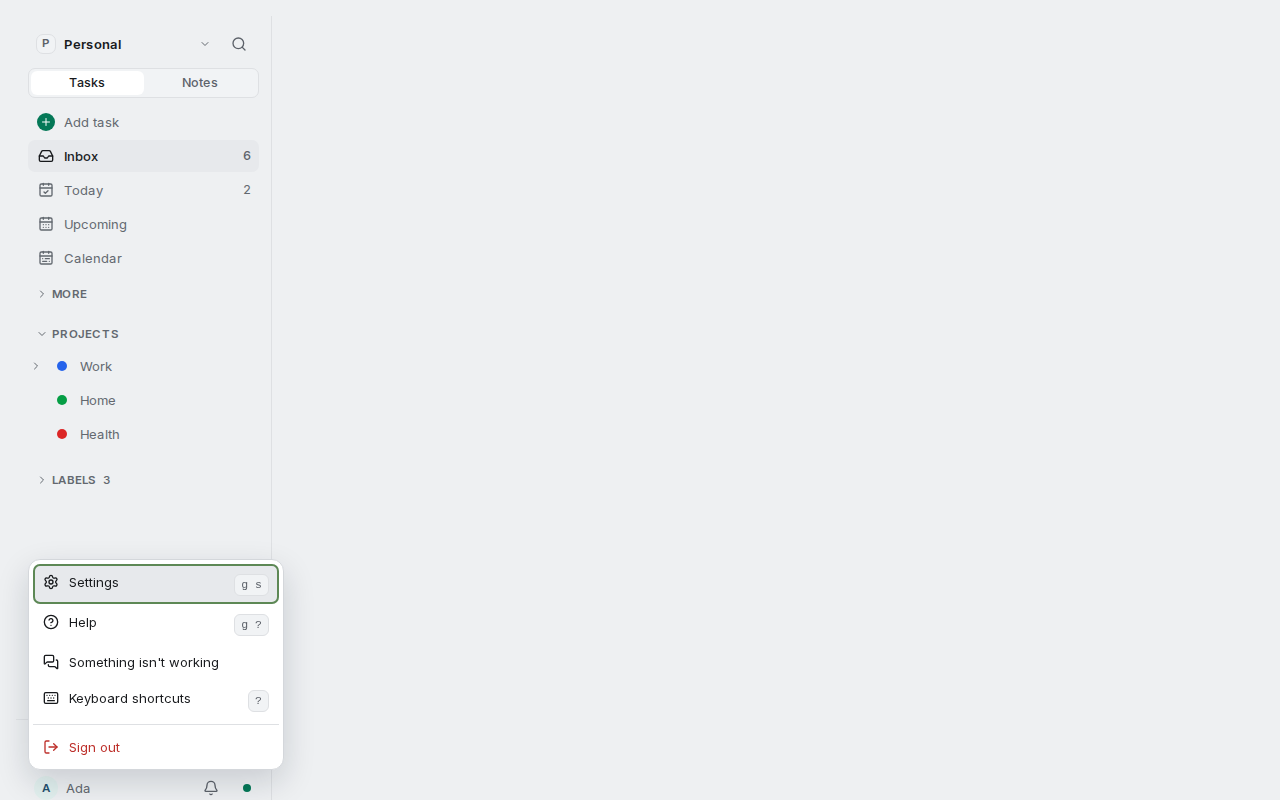 P Personal
Tasks Notes
Add task
Inbox 6
Today 2
Upcoming
Calendar
MORE
PROJECTS
Work
Home
Health
LABELS 3
Settings g s
Help g ?
Something isn't working
Keyboard shortcuts ?
Sign out
A Ada